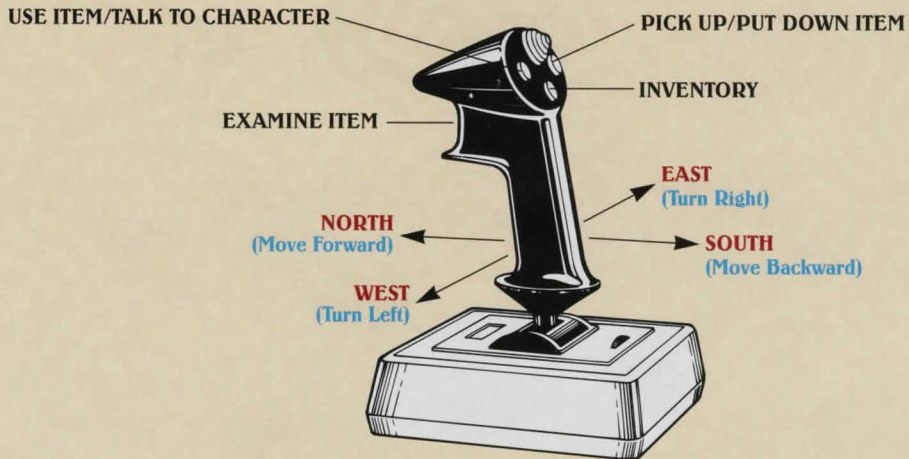 USE ITEM/TALK TO CHARACTER
PICK UP/PUT DOWN ITEM
INVENTORY
EXAMINE ITEM
EAST
(Turn Right)
NORTH
(Move Forward)
SOUTH
(Move Backward)
WEST
(Turn Left)